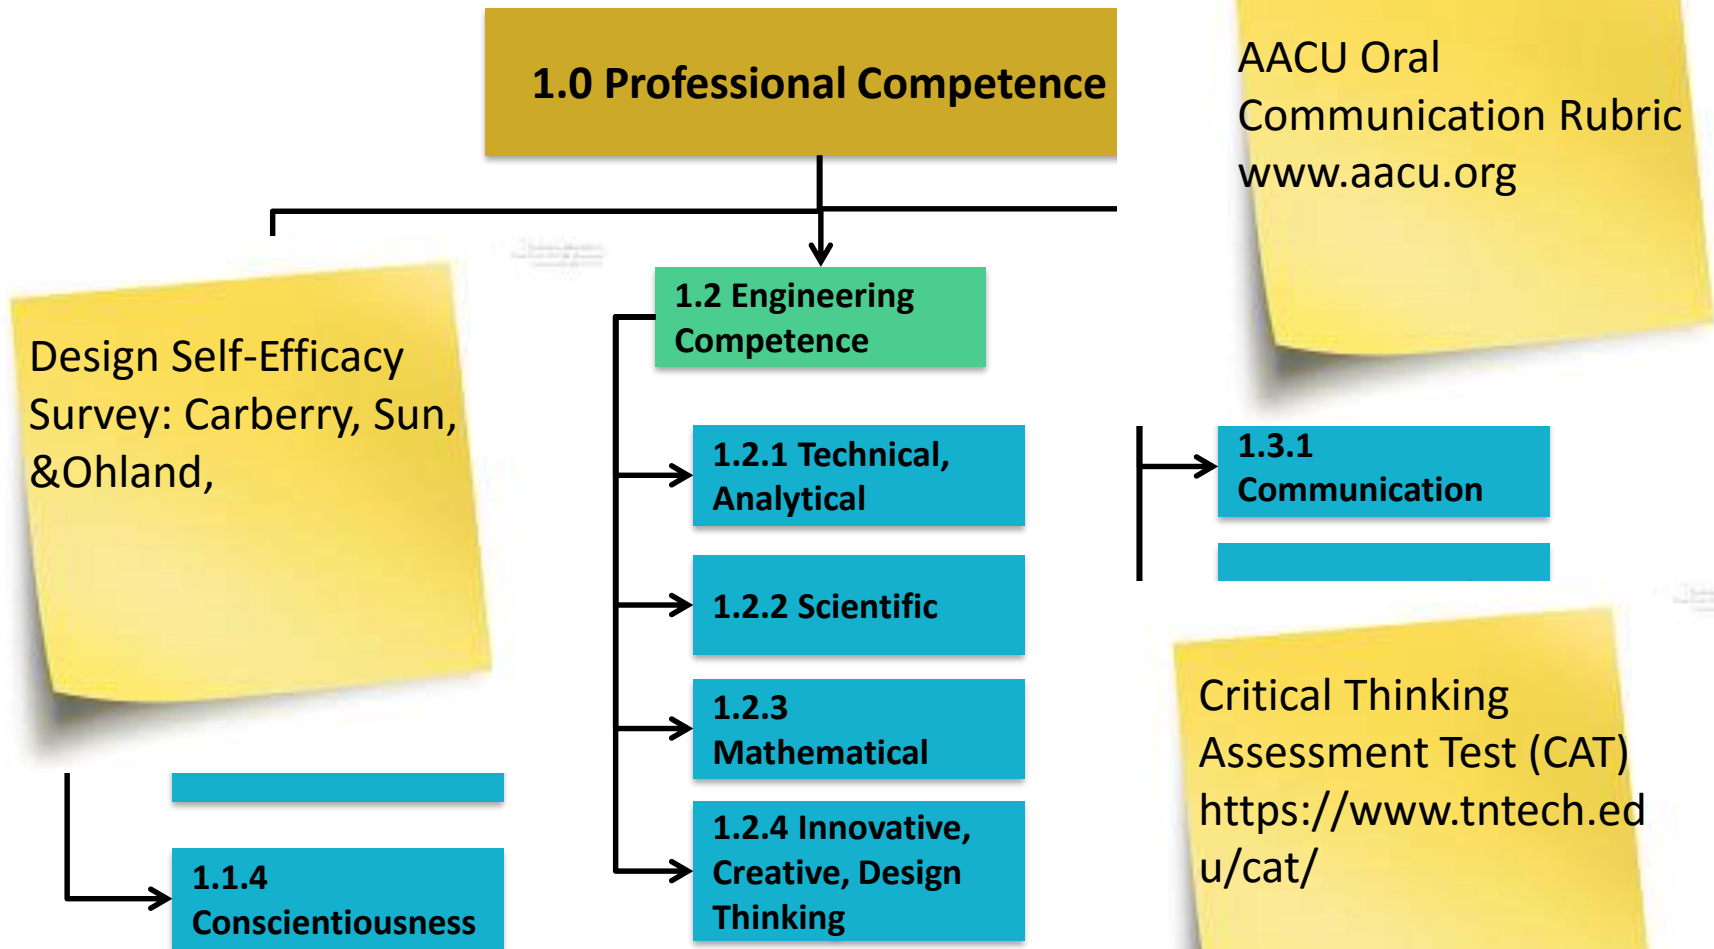 1.0 Professional Competence
AACU Oral
Communication Rubric
www.aacu.org
1.2 Engineering
Competence
Design Self-Efficacy
Survey: Carberry, Sun,
&Ohland,
1.2.1 Technical,
Analytical
1.3.1
Communication
1.2.2 Scientific
1.2.3
Mathematical
Critical Thinking
Assessment Test (CAT)
https://www.tntech.ed
u/cat/
1.2.4 Innovative,
Creative, Design
Thinking
1.1.4
Conscientiousness